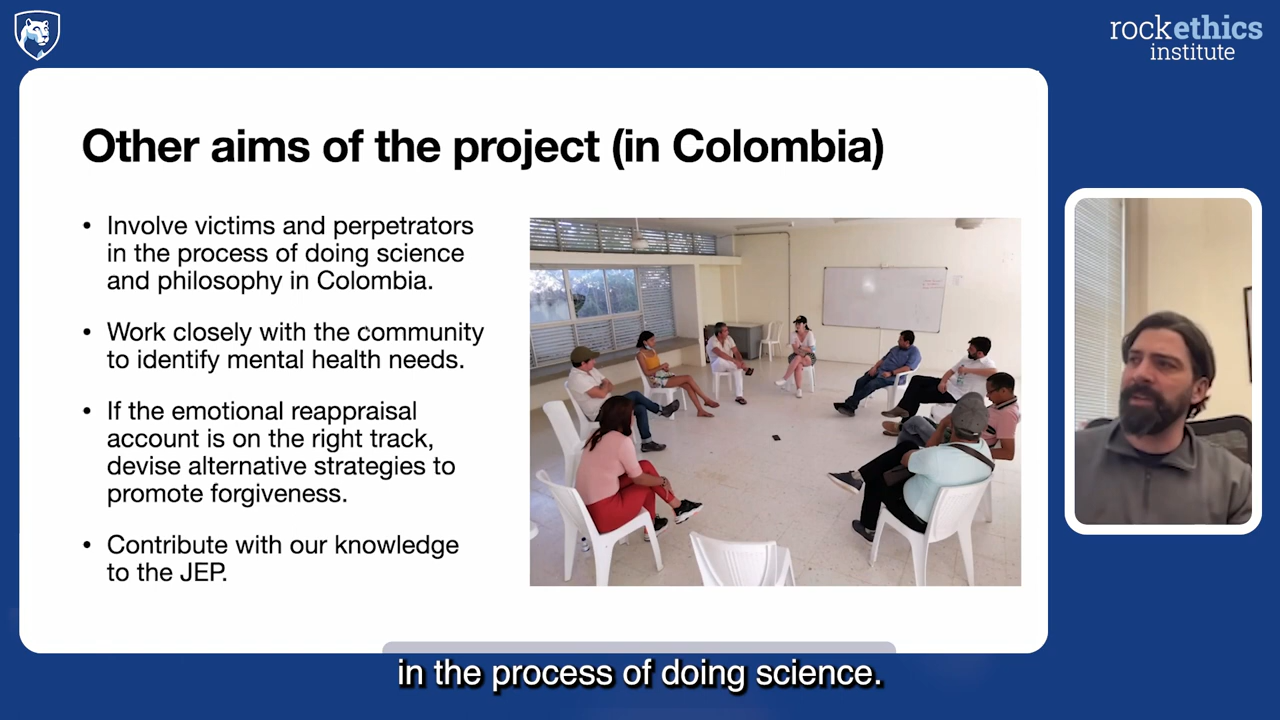 rockethics
institute
Other aims of the project (in Colombia)
• Involve victims and perpetrators
in the process of doing science
and philosophy in Colombia.
• Work closely with the community
to identify mental health needs.
• If the emotional reappraisal
account is on the right track,
devise alternative strategies to
promote forgiveness.
• Contribute with our knowledge
to the JEP.
in the process of doing science.